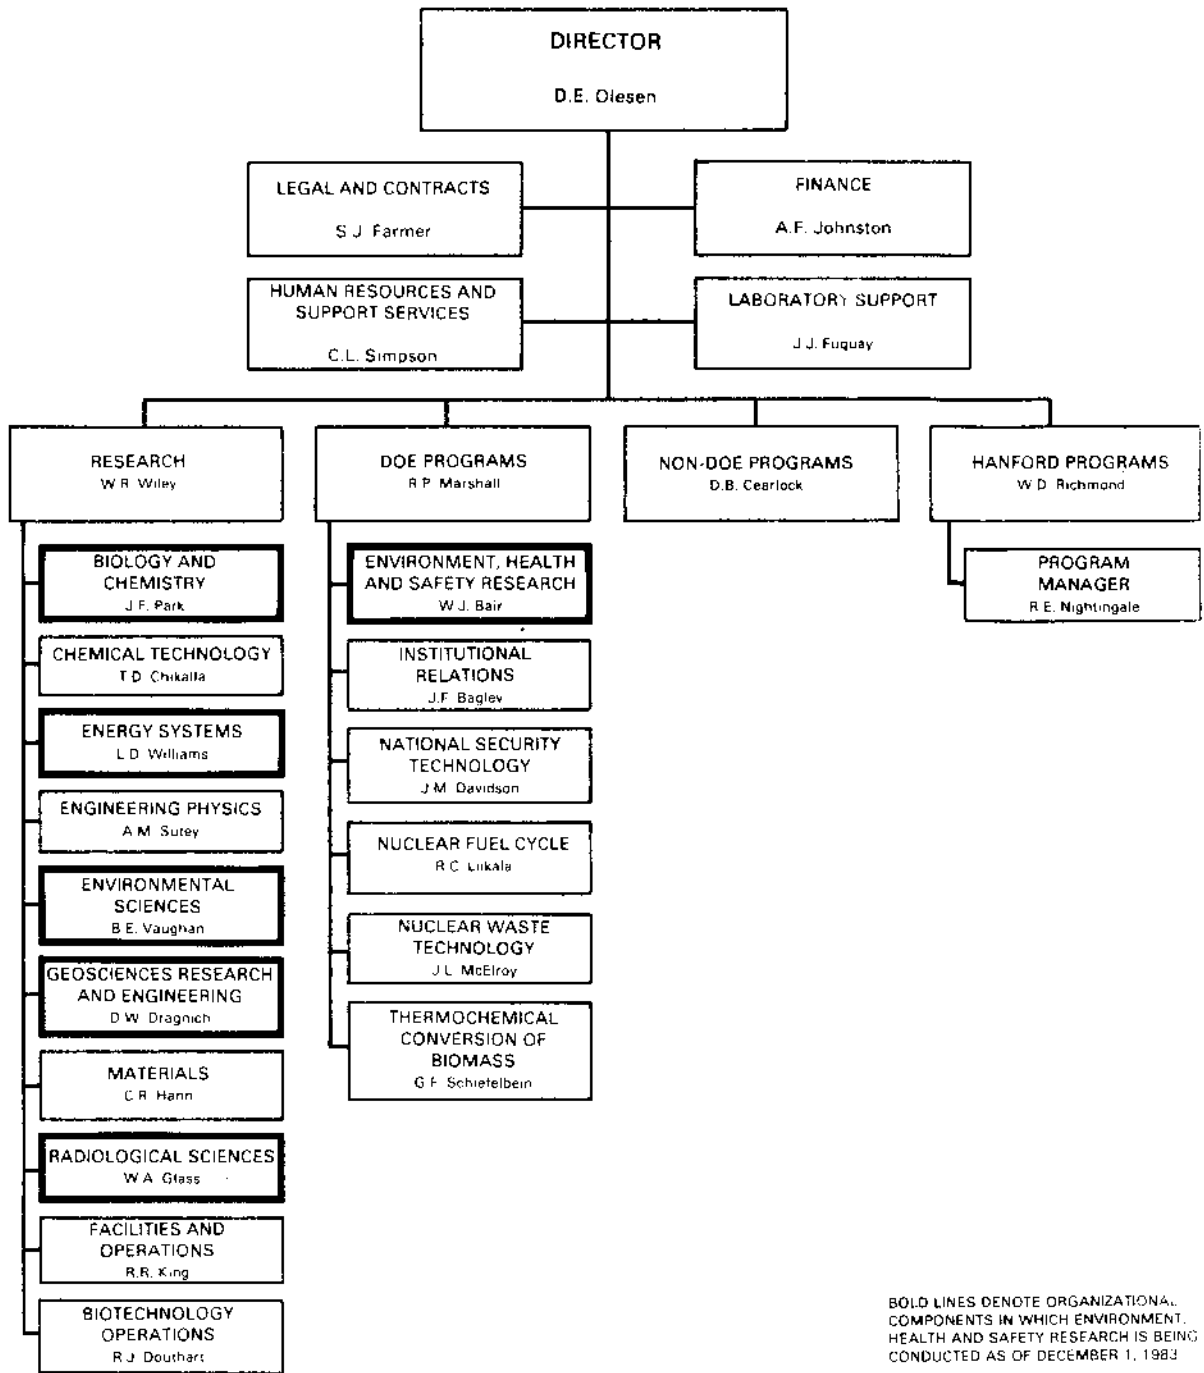 DIRECTOR
D.E. Olesen
LEGAL AND CONTRACTS
S.J. Farmer
FINANCE
A.F. Johnston
HUMAN RESOURCES AND
SUPPORT SERVICES
C.L. Simpson
LABORATORY SUPPORT
J.J. Fuquay
RESEARCH
W.R. Wiley
DOE PROGRAMS
R.P. Marshall
NON-DOE PROGRAMS
D.B. Cearlock
HANFORD PROGRAMS
W.D. Richmond
BIOLOGY AND
CHEMISTRY
J.F. Park
CHEMICAL TECHNOLOGY
T.D. Chikalla
ENERGY SYSTEMS
L.D. Williams
ENGINEERING PHYSICS
A.M. Sutey
ENVIRONMENTAL
SCIENCES
B.E. Vaughan
GEOSCIENCES RESEARCH
AND ENGINEERING
D.W. Dragnich
MATERIALS
C.R. Hann
RADIOLOGICAL SCIENCES
W.A. Glass
FACILITIES AND
OPERATIONS
R.R. King
BIOTECHNOLOGY
OPERATIONS
R.J. Douthart
ENVIRONMENT, HEALTH
AND SAFETY RESEARCH
W.J. Bair
INSTITUTIONAL
RELATIONS
J.F. Bagley
NATIONAL SECURITY
TECHNOLOGY
J.M. Davidson
NUCLEAR FUEL CYCLE
R.C. Liikala
NUCLEAR WASTE
TECHNOLOGY
J.L. McElroy
THERMOCHEMICAL
CONVERSION OF
BIOMASS
G.F. Schiefelbein
PROGRAM
MANAGER
R.E. Nightingale
BOLD LINES DENOTE ORGANIZATIONAL
COMPONENTS IN WHICH ENVIRONMENT,
HEALTH AND SAFETY RESEARCH IS BEING
CONDUCTED AS OF DECEMBER 1, 1983